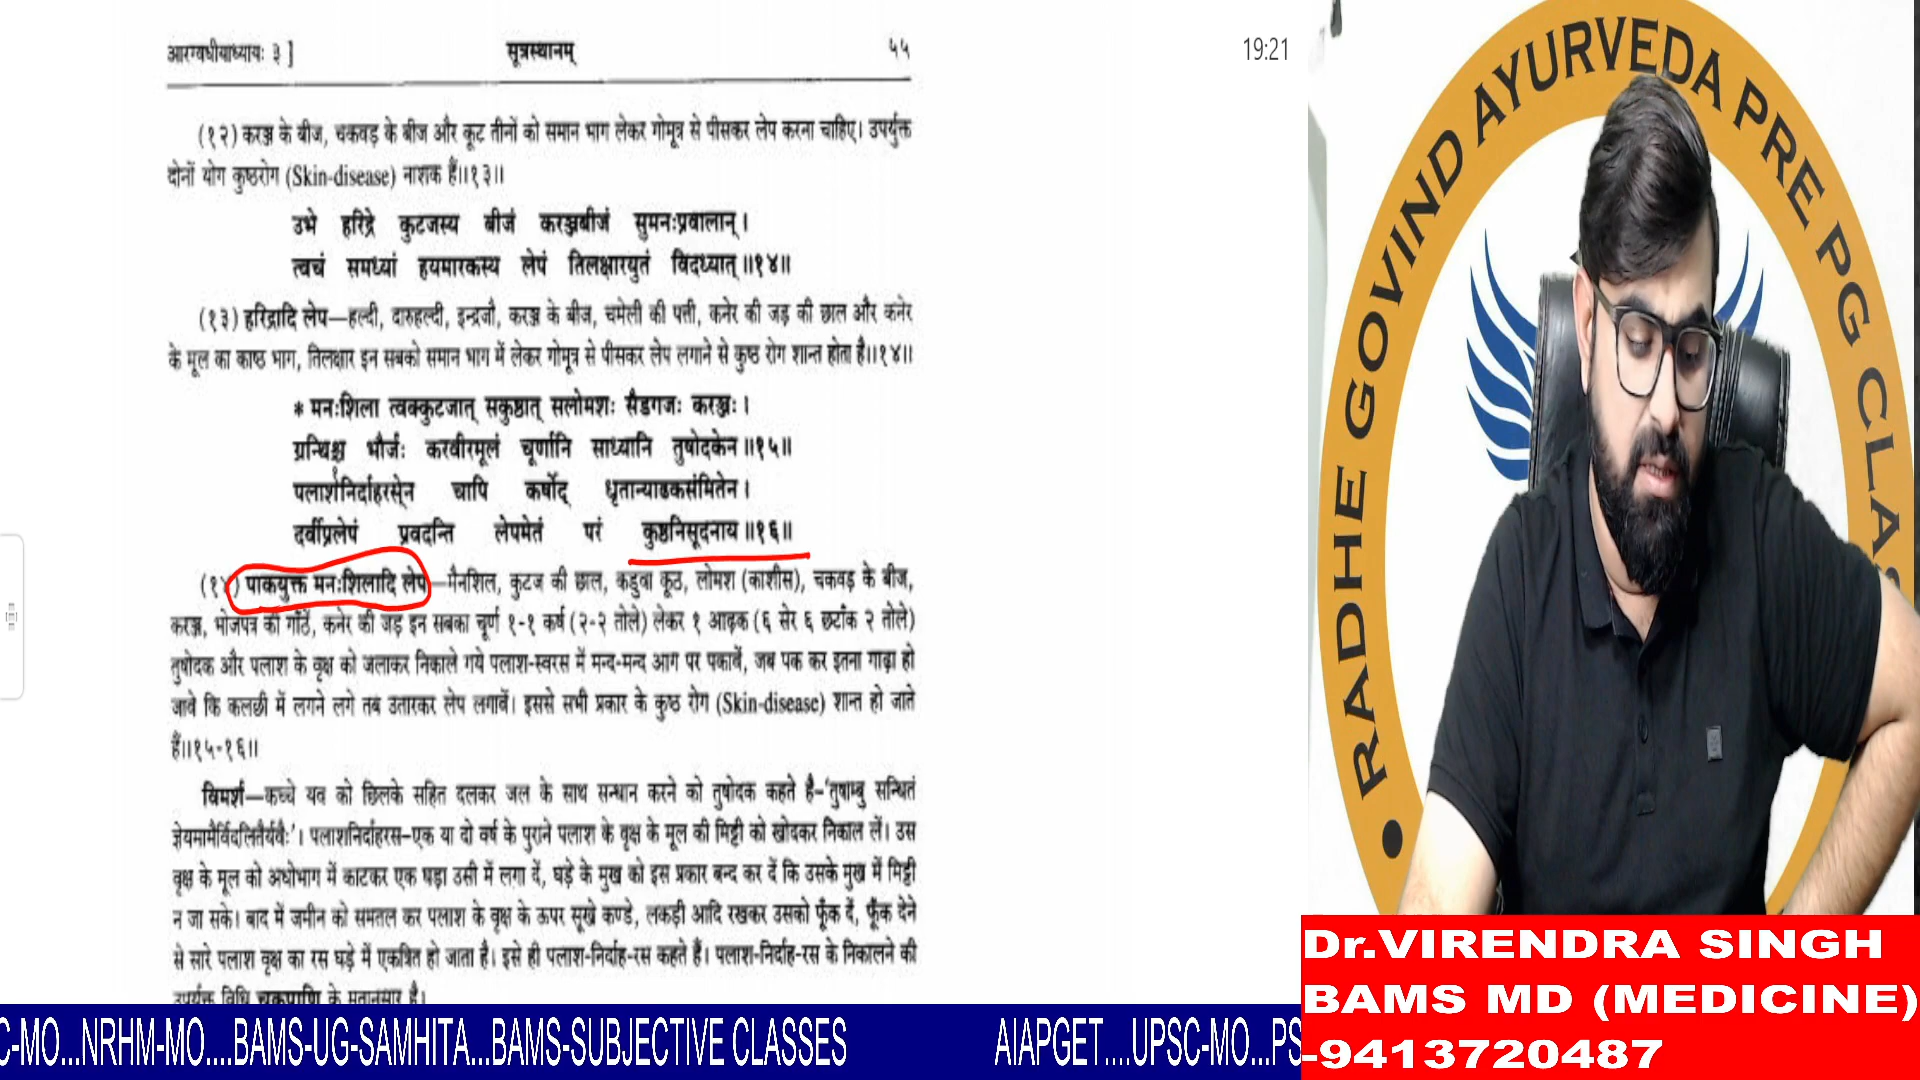 आरग्वधीयाध्यायः ३ ] सूत्रस्थानम् ५५
19:21
(१२) करञ्ज के बीज, चकवड़ के बीज और कूट तीनों को समान भाग लेकर गोमूत्र से पीसकर लेप करना चाहिए। उपर्युक्त
दोनों योग कुष्ठरोग (Skin-disease) नाशक हैं॥१३॥
उभे हरिद्रे कुटजस्य बीजं करञ्जबीजं सुमनःप्रवालान्।
त्वचं समध्यां हयमारकस्य लेपं तिलक्षारयुतं विदध्यात्॥१४॥
(१३) हरिद्रादि लेप—हल्दी, दारुहल्दी, इन्द्रजौ, करञ्ज के बीज, चमेली की पत्ती, कनेर की जड़ की छाल और कनेर
के मूल का काष्ठ भाग, तिलक्षार इन सबको समान भाग में लेकर गोमूत्र से पीसकर लेप लगाने से कुष्ठ रोग शान्त होता है॥१४॥
* मनःशिला त्वक्कुटजात् सकुष्ठात् सलोमशः सैडगजः करञ्जः।
ग्रन्थिश्च भौर्जः करवीरमूलं चूर्णानि साध्यानि तुषोदकेन॥१५॥
पलाशनिर्दाहरसेन चापि कर्षोद् धृतान्याढकसंमितेन।
दर्वीप्रलेपं प्रवदन्ति लेपमेतं परं कुष्ठनिसूदनाय॥१६॥
पाकयुक्त मनःशिलादि लेप—मैनशिल, कुटज की छाल, कडुवा कूठ, लोमश (काशीस), चकवड़ के बीज,
करञ्ज, भोजपत्र की गाँठें, कनेर की जड़ इन सबका चूर्ण १-१ कर्ष (२-२ तोले) लेकर १ आढ़क (६ सेर ६ छटाँक २ तोले)
तुषोदक और पलाश के वृक्ष को जलाकर निकाले गये पलाश-स्वरस में मन्द-मन्द आग पर पकावें, जब पक कर इतना गाढ़ा हो
जावे कि कलछी में लगने लगे तब उतारकर लेप लगावें। इससे सभी प्रकार के कुष्ठ रोग (Skin-disease) शान्त हो जाते
हैं॥१५-१६॥
विमर्श—कच्चे यव को छिलके सहित दलकर जल के साथ सन्धान करने को तुषोदक कहते है-'तुषाम्बु सन्धितं
ज्ञेयमामैर्विदलितैर्यवैः'। पलाशनिर्दाहरस-एक या दो वर्ष के पुराने पलाश के वृक्ष के मूल की मिट्टी को खोदकर निकाल लें। उस
वृक्ष के मूल को अधोभाग में काटकर एक घड़ा उसी में लगा दें, घड़े के मुख को इस प्रकार बन्द कर दें कि उसके मुख में मिट्टी
न जा सके। बाद में जमीन को समतल कर पलाश के वृक्ष के ऊपर सूखे कण्डे, लकड़ी आदि रखकर उसको फूँक दें, फूँक देने
से सारे पलाश वृक्ष का रस घड़े में एकत्रित हो जाता है। इसे ही पलाश-निर्दाह-रस कहते हैं। पलाश-निर्दाह-रस के निकालने की
उपर्युक्त विधि चक्रपाणि के मतानुसार है।
RADHE GOVIND AYURVEDA PRE PG CLAS
Dr.VIRENDRA SINGH
BAMS MD (MEDICINE)
-9413720487
C-MO...NRHM-MO....BAMS-UG-SAMHITA...BAMS-SUBJECTIVE CLASSES AIAPGET....UPSC-MO...PS